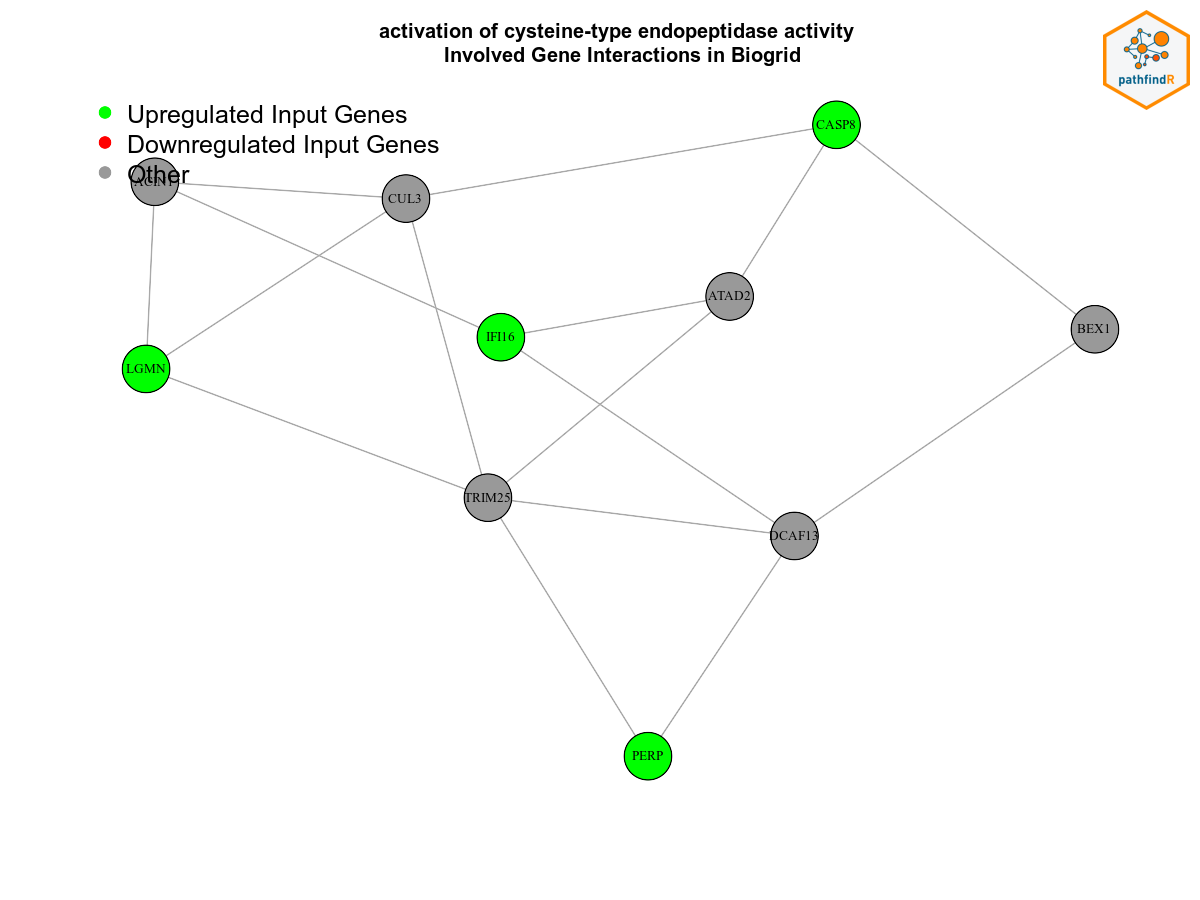 activation of cysteine-type endopeptidase activity
Involved Gene Interactions in Biogrid
pathfindR
Upregulated Input Genes
Downregulated Input Genes
Other
ACIN1
CUL3
CASP8
ATAD2
BEX1
IFI16
LGMN
TRIM25
DCAF13
PERP